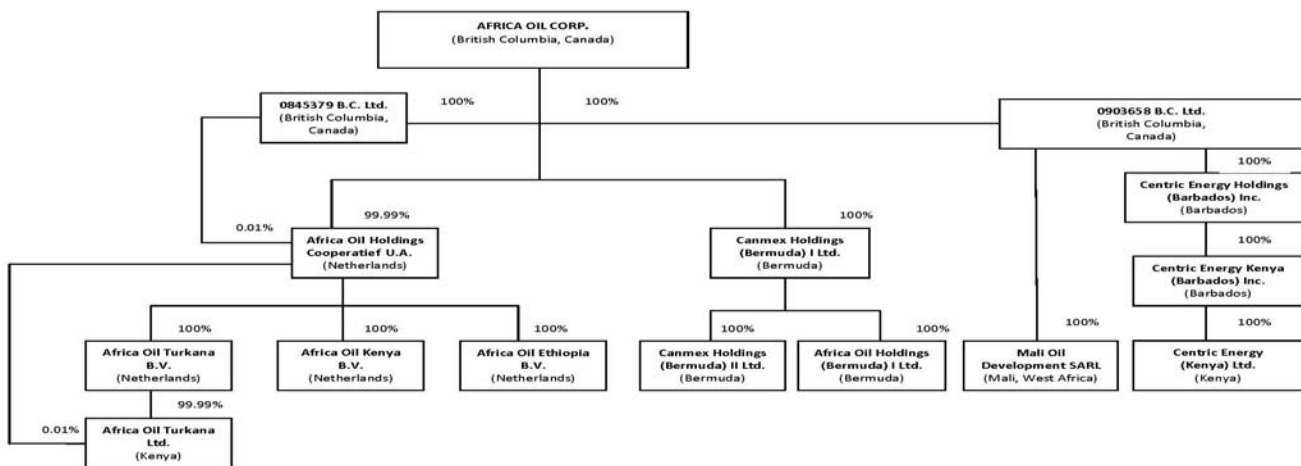 AFRICA OIL CORP.
(British Columbia, Canada)
0845379 B.C. Ltd.
(British Columbia,
Canada)
100%
100%
0903658 B.C. Ltd.
(British Columbia,
Canada)
100%
Centric Energy Holdings
(Barbados) Inc.
(Barbados)
0.01%
99.99%
100%
Africa Oil Holdings
Cooperatief U.A.
(Netherlands)
Canmex Holdings
(Bermuda) I Ltd.
(Bermuda)
100%
Centric Energy Kenya
(Barbados) Inc.
(Barbados)
100%
100%
100%
100%
100%
100%
100%
Africa Oil Turkana
B.V.
(Netherlands)
Africa Oil Kenya
B.V.
(Netherlands)
Africa Oil Ethiopia
B.V.
(Netherlands)
Canmex Holdings
(Bermuda) II Ltd.
(Bermuda)
Africa Oil Holdings
(Bermuda) I Ltd.
(Bermuda)
Mali Oil
Development SARL
(Mali, West Africa)
Centric Energy
(Kenya) Ltd.
(Kenya)
99.99%
0.01%
Africa Oil Turkana
Ltd.
(Kenya)